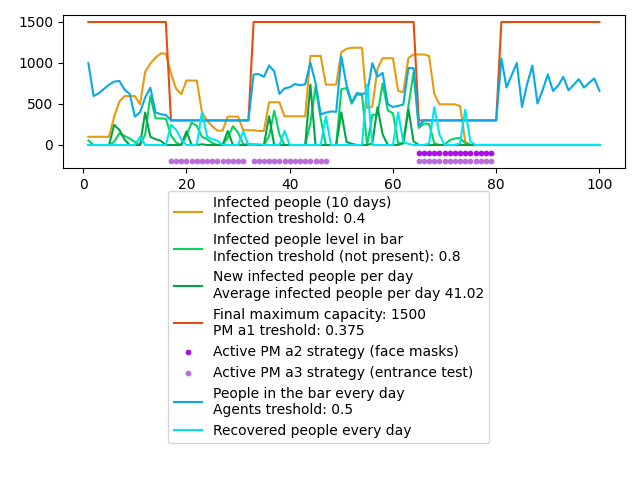 1500
1000
500
0
0 20 40 60 80 100
Infected people (10 days)
Infection treshold: 0.4
Infected people level in bar
Infection treshold (not present): 0.8
New infected people per day
Average infected people per day 41.02
Final maximum capacity: 1500
PM a1 treshold: 0.375
Active PM a2 strategy (face masks)
Active PM a3 strategy (entrance test)
People in the bar every day
Agents treshold: 0.5
Recovered people every day